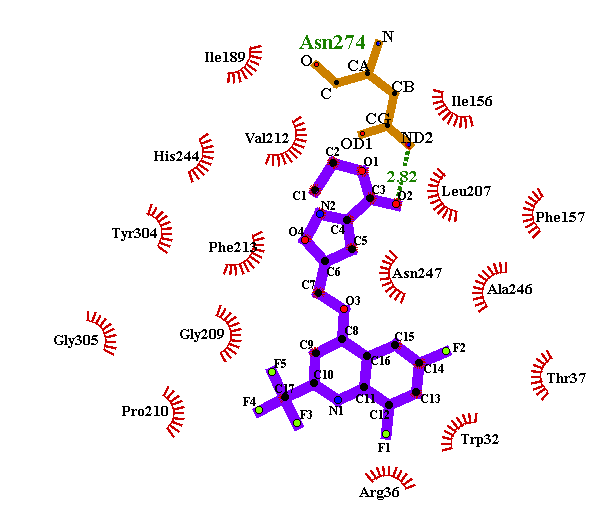 Asn274
N
Ile189
O
CA
C
CB
Ile156
CG
Val212
OD1
ND2
C2
O1
His244
2.82
C1
C3
O2
Leu207
N2
C4
Phe157
Tyr304
O4
C5
Phe213
C6
Asn247
Ala246
C7
O3
Gly305
Gly209
C8
C15
C9
F2
C16
C14
F5
C10
Thr37
C17
C11
C13
F4
N1
C12
Pro210
F3
Trp32
F1
Arg36